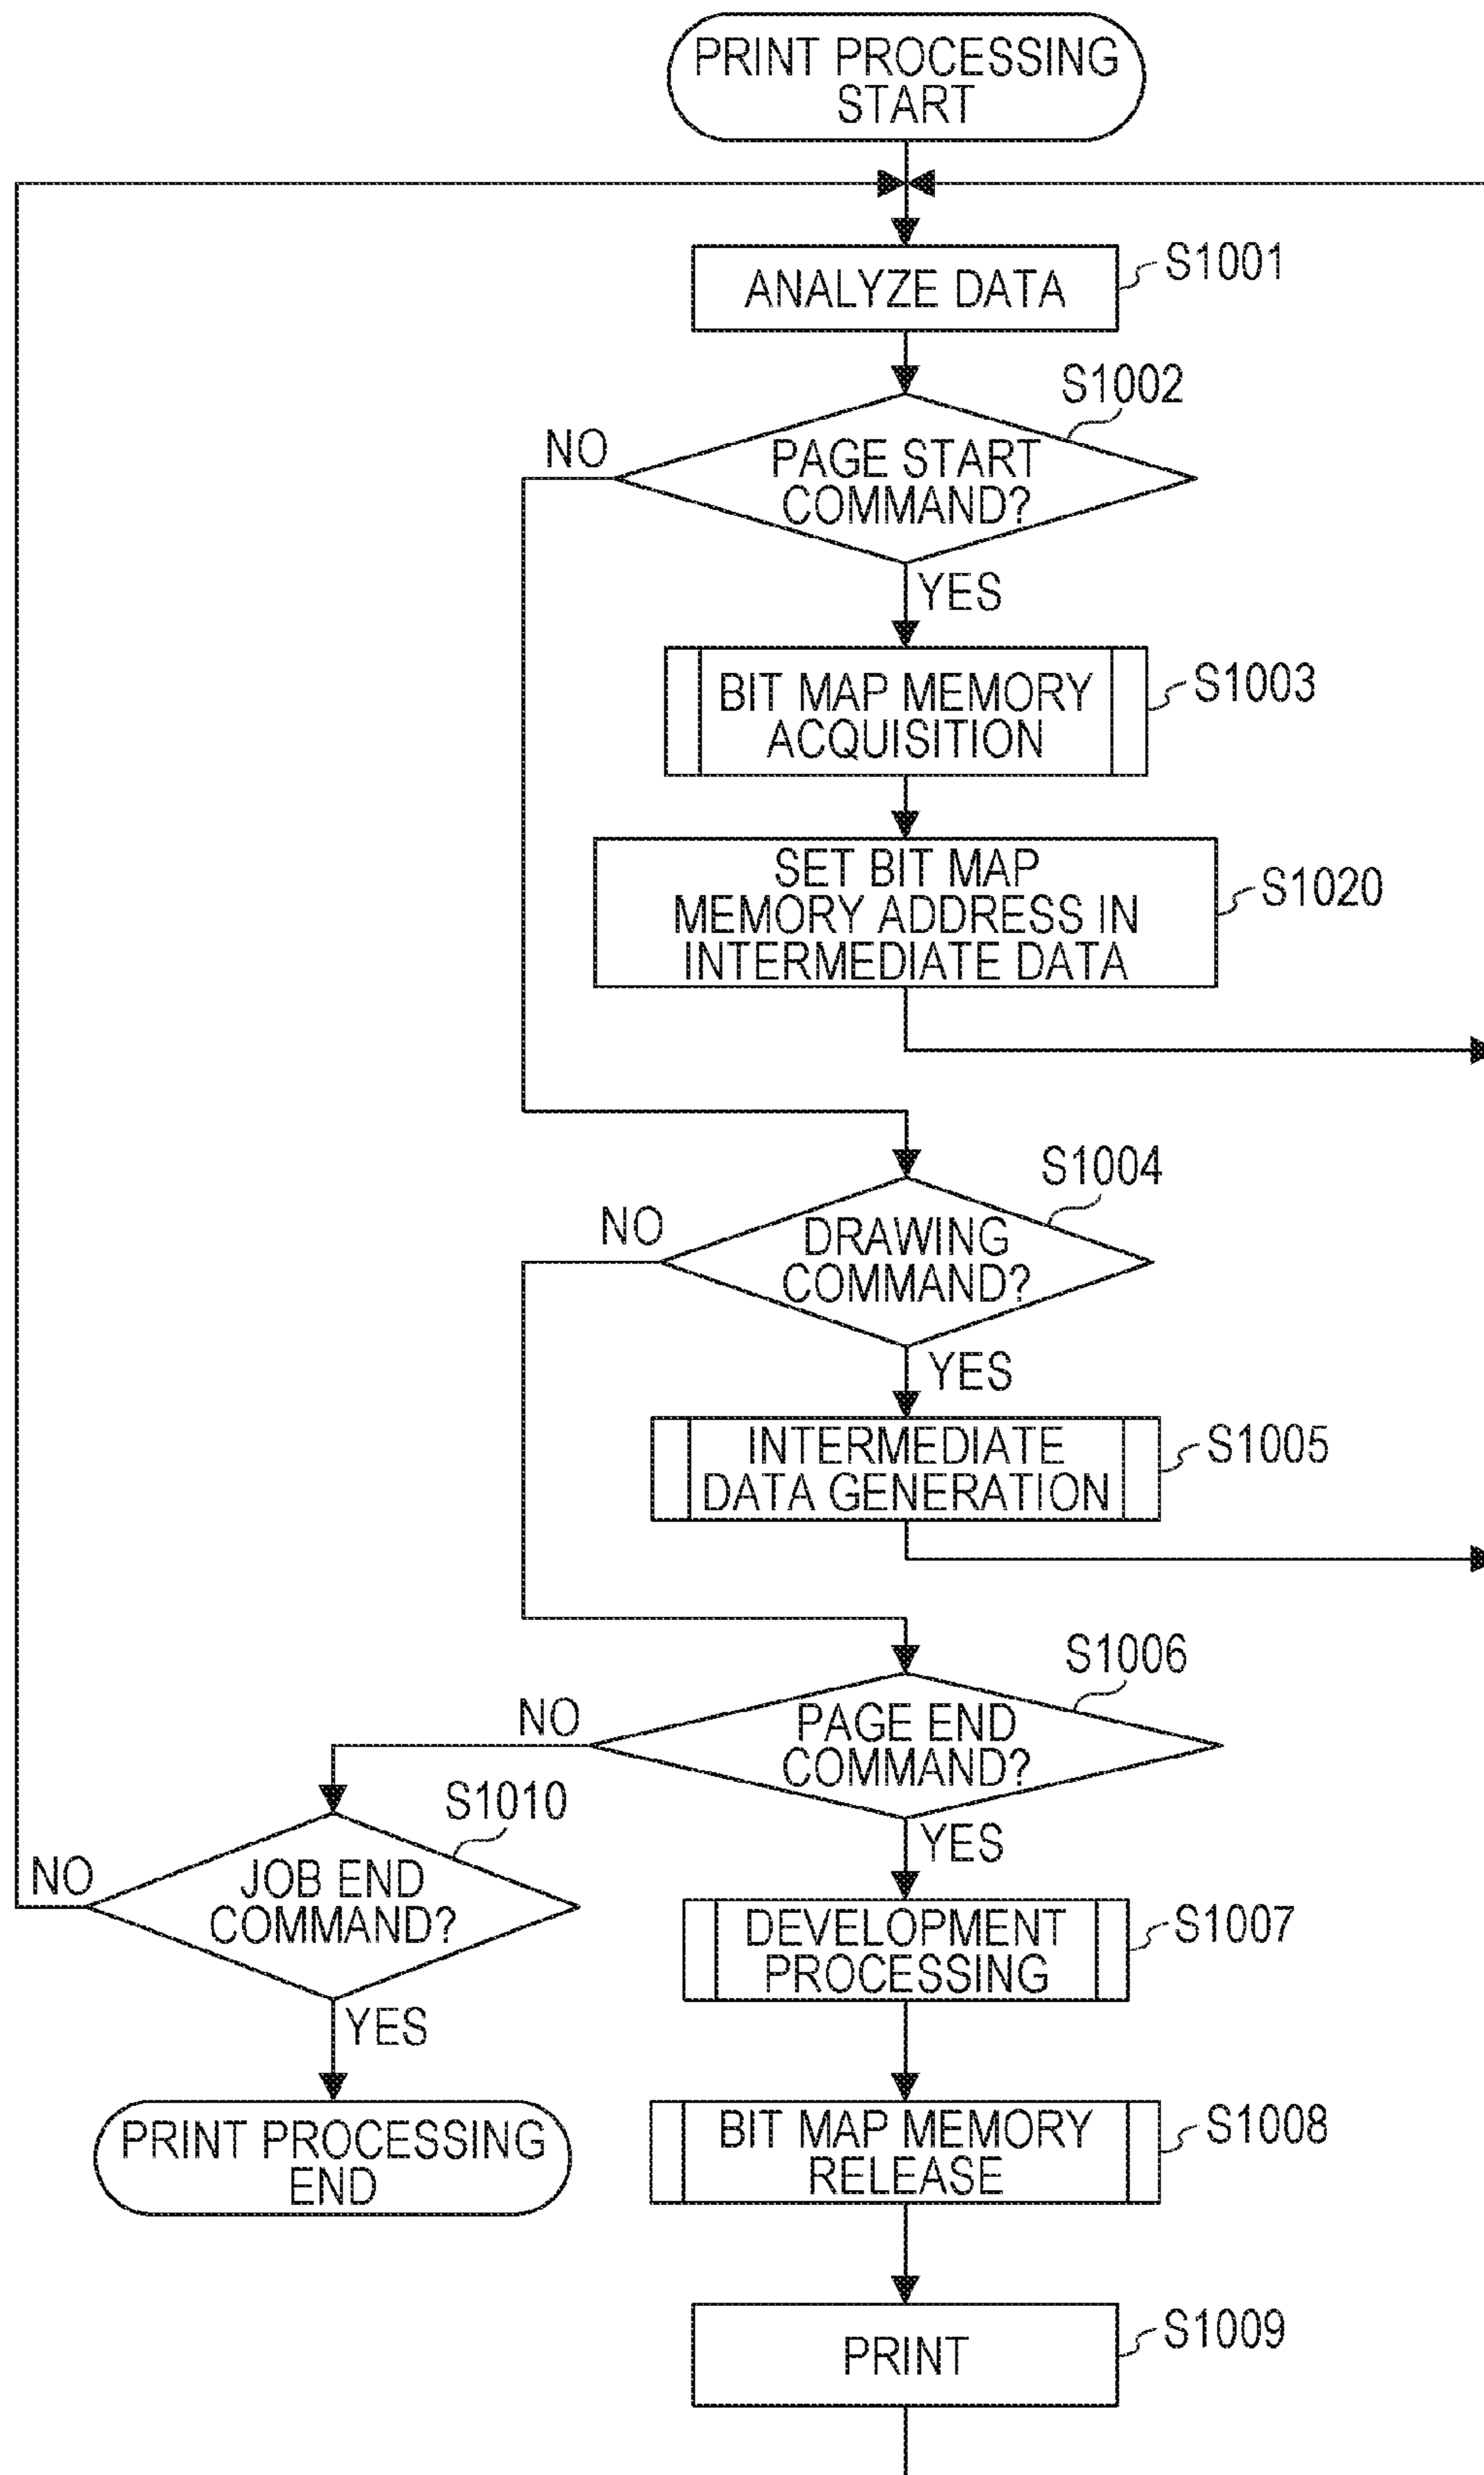 PRINT PROCESSING
START
ANALYZE DATA
S1001
S1002
NO
PAGE START
COMMAND?
YES
BIT MAP MEMORY
ACQUISITION
S1003
SET BIT MAP
MEMORY ADDRESS IN
INTERMEDIATE DATA
S1020
S1004
NO
DRAWING
COMMAND?
YES
INTERMEDIATE
DATA GENERATION
S1005
S1006
NO
PAGE END
COMMAND?
YES
S1010
NO
JOB END
COMMAND?
YES
PRINT PROCESSING
END
DEVELOPMENT
PROCESSING
S1007
BIT MAP MEMORY
RELEASE
S1008
PRINT
S1009